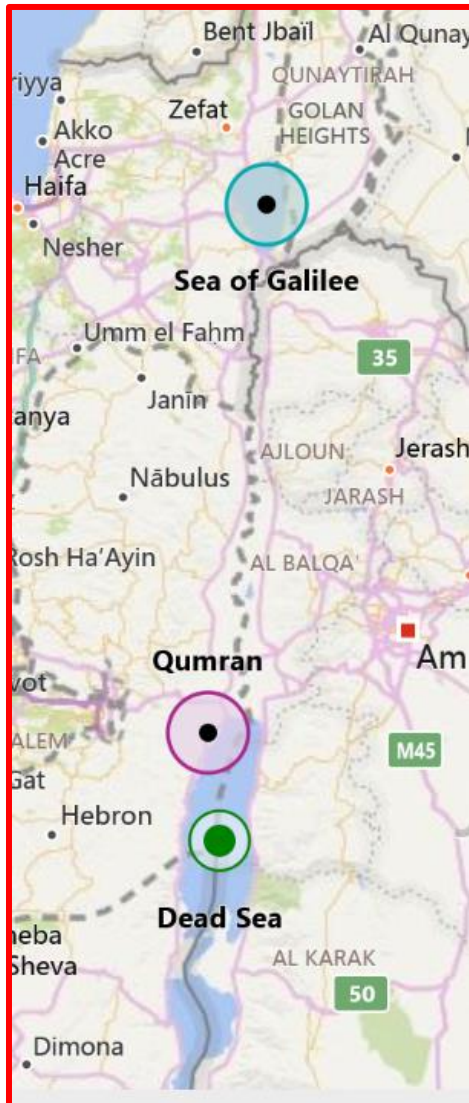 Bent Jbaïl
Al Qunay
QUNAYTIRAH
riyya
Zefat
GOLAN
HEIGHTS
Akko
Acre
Haifa
Nesher
Sea of Galilee
Umm el Faḥm
FA
35
Janīn
anya
AJLOUN
Jerash
Nābulus
JARASH
Rosh Ha'Ayin
AL BALQA'
Qumran
Am
vot
ALEM
M45
Gat
Hebron
Dead Sea
heba
Sheva
AL KARAK
50
Dimona